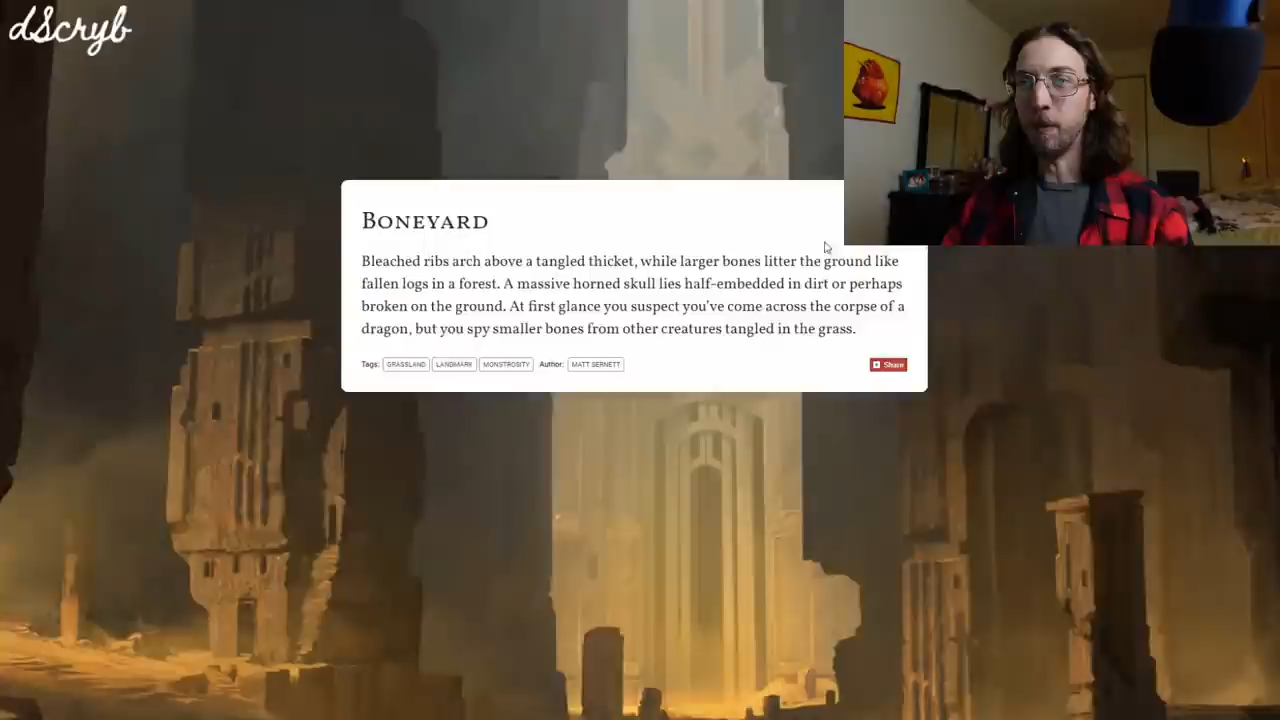 dScryb
Boneyard
Bleached ribs arch above a tangled thicket, while larger bones litter the ground like
fallen logs in a forest. A massive horned skull lies half-embedded in dirt or perhaps
broken on the ground. At first glance you suspect you've come across the corpse of a
dragon, but you spy smaller bones from other creatures tangled in the grass.
Tags: GRASSLAND LANDMARK MONSTROSITY Author: MATT SERNETT Share